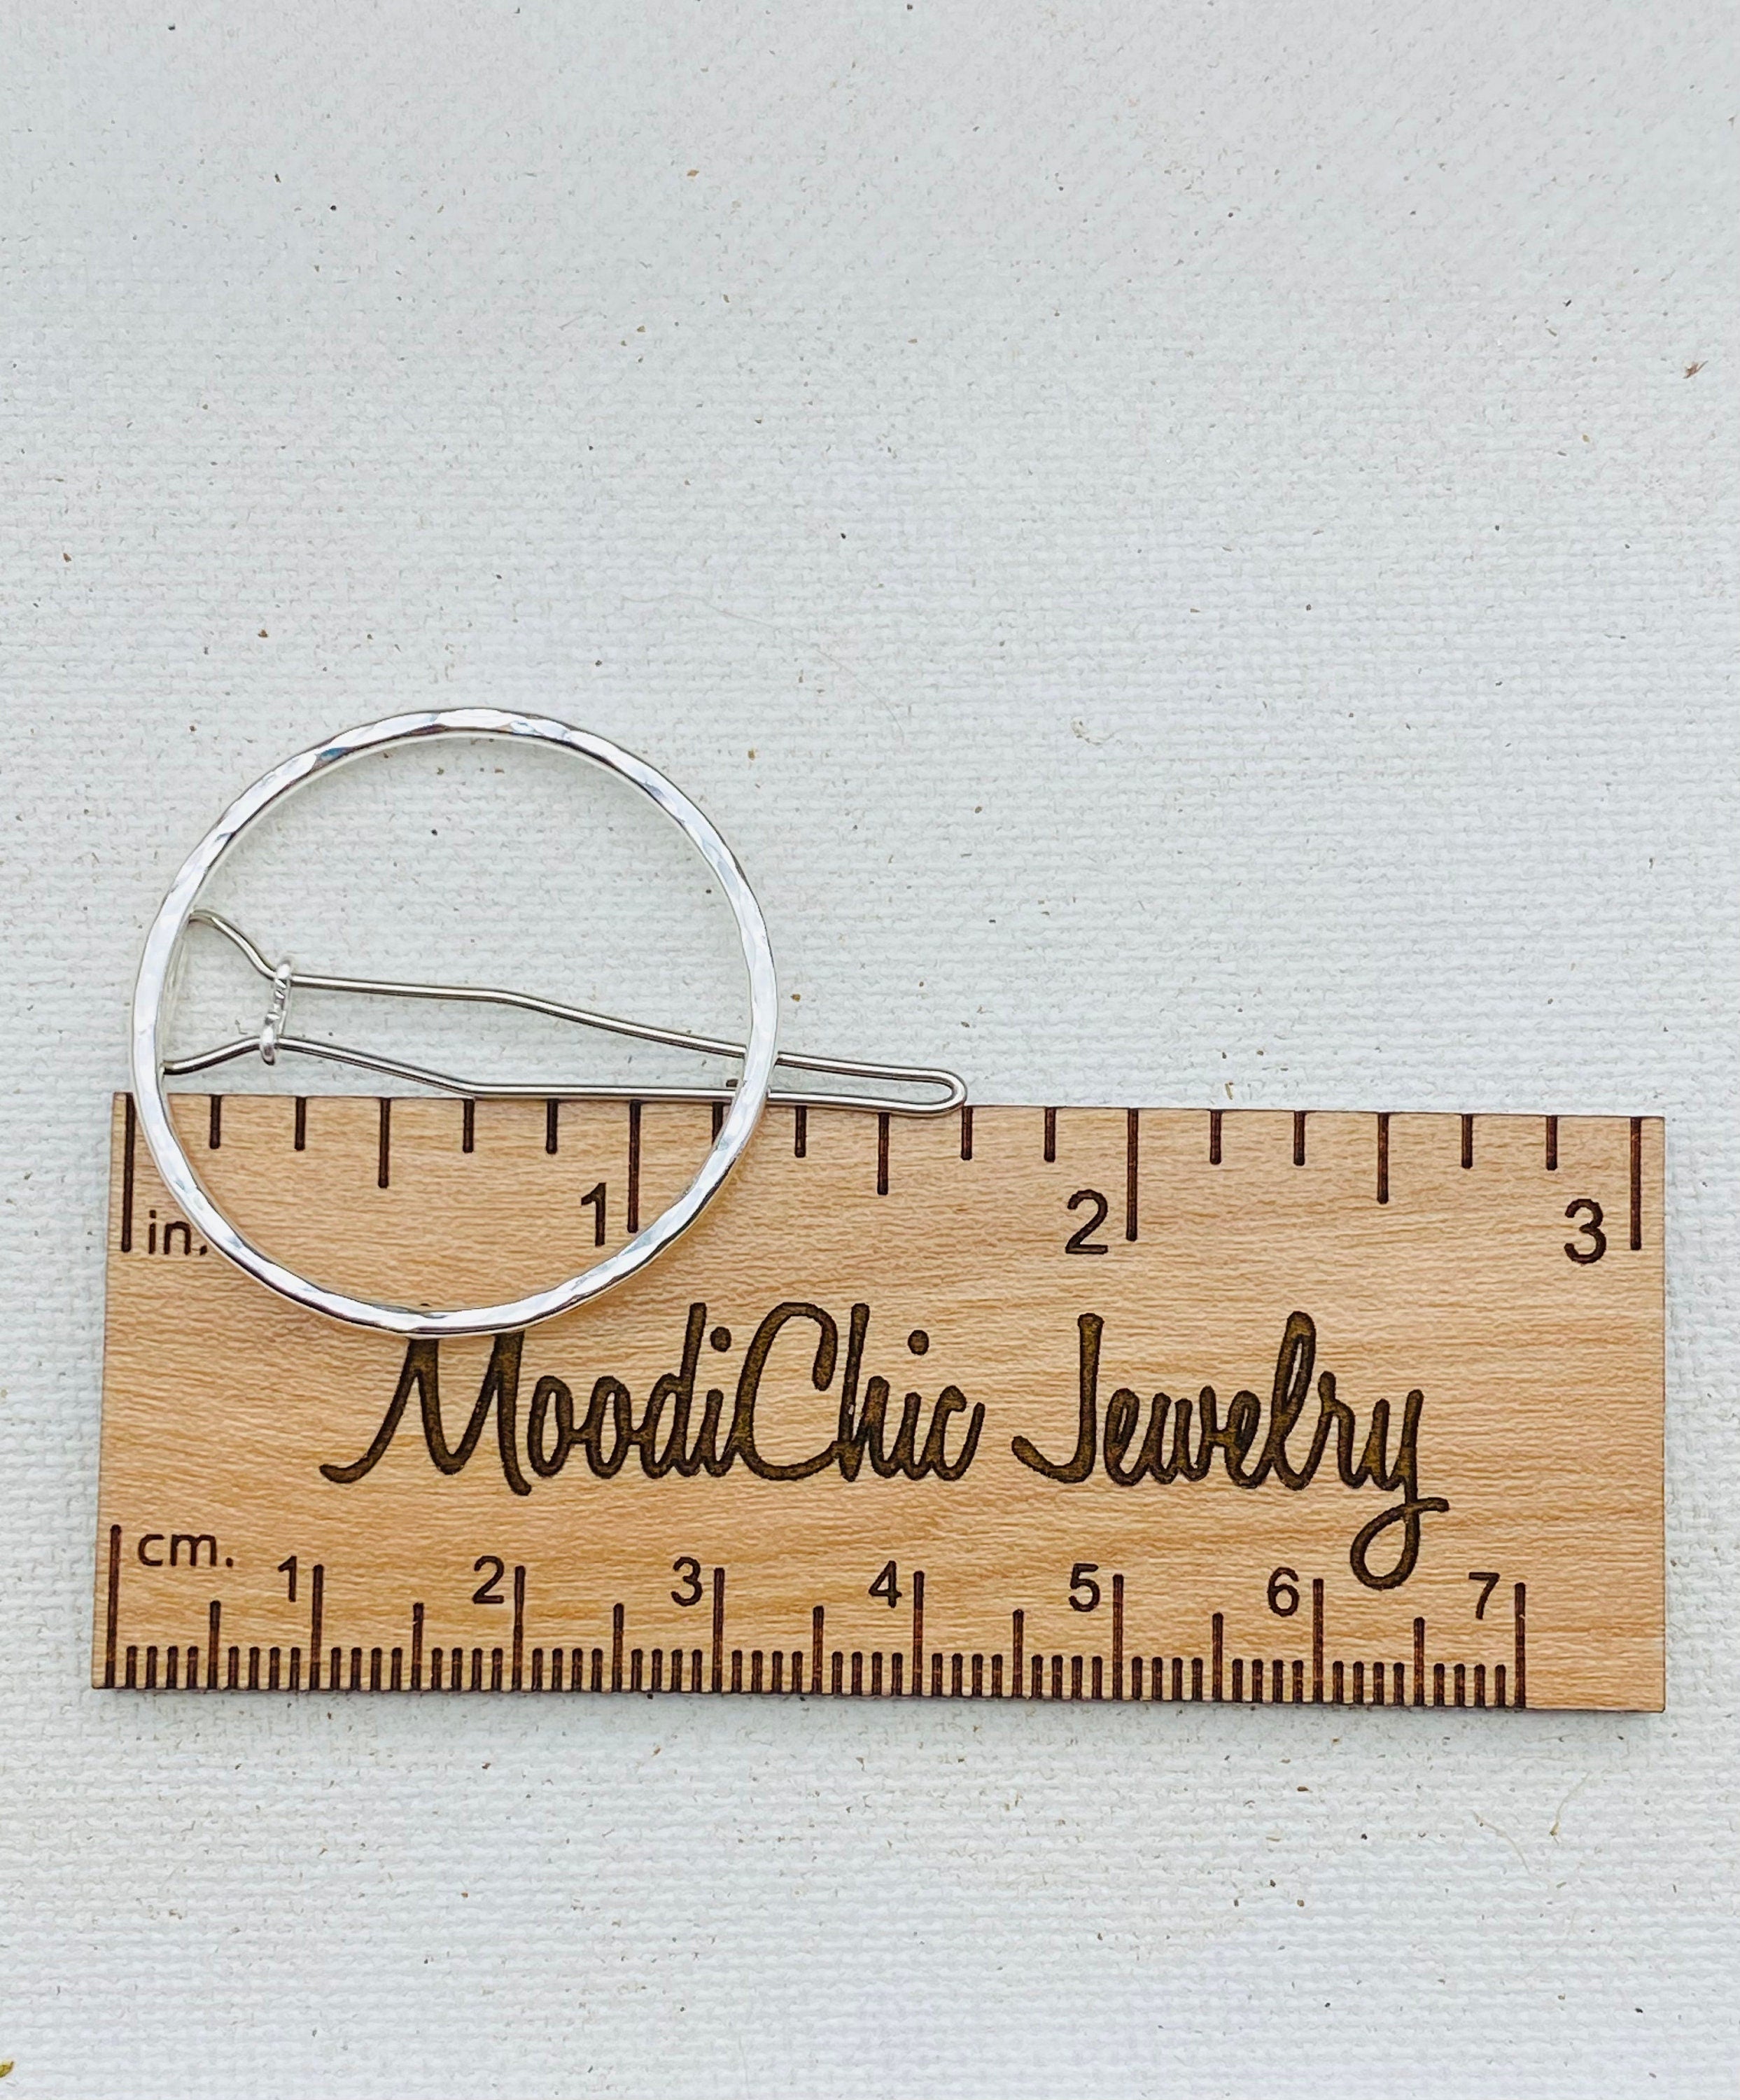 in. 1 2 3
MoodiChic Jewelry
cm. 1 2 3 4 5 6 7